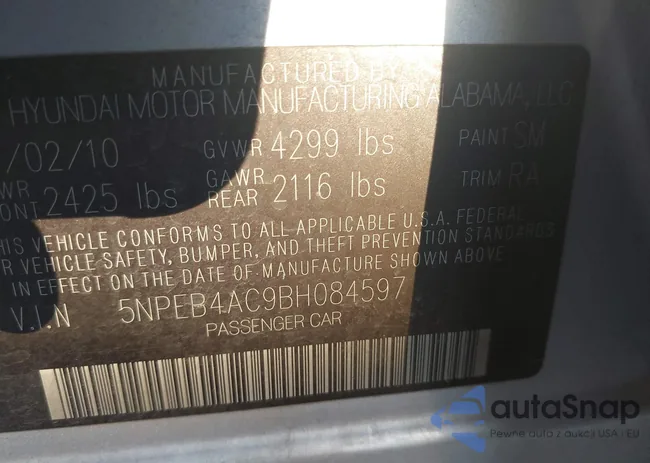 MANUFACTURED BY
HYUNDAI MOTOR MANUFACTURING ALABAMA, LLC
/02/10 GVWR 4299 lbs PAINT SM
WR
ONT 2425 lbs GAWR REAR 2116 lbs TRIM RA
HIS VEHICLE CONFORMS TO ALL APPLICABLE U.S.A. FEDERAL
R VEHICLE SAFETY, BUMPER, AND THEFT PREVENTION STANDARDS
IN EFFECT ON THE DATE OF MANUFACTURE SHOWN ABOVE.
V.I.N 5NPEB4AC9BH084597
PASSENGER CAR
autaSnap
Pewne auta z aukcji USA - EU